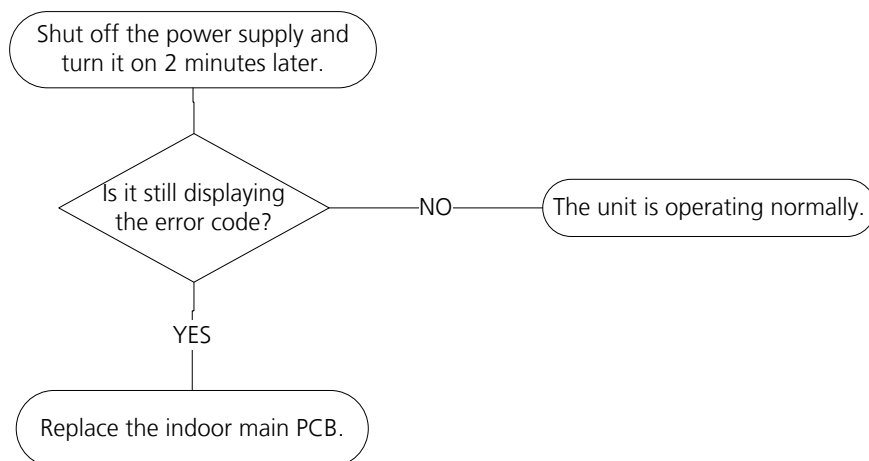 Shut off the power supply and
turn it on 2 minutes later.
Is it still displaying
the error code?
NO
The unit is operating normally.
YES
Replace the indoor main PCB.